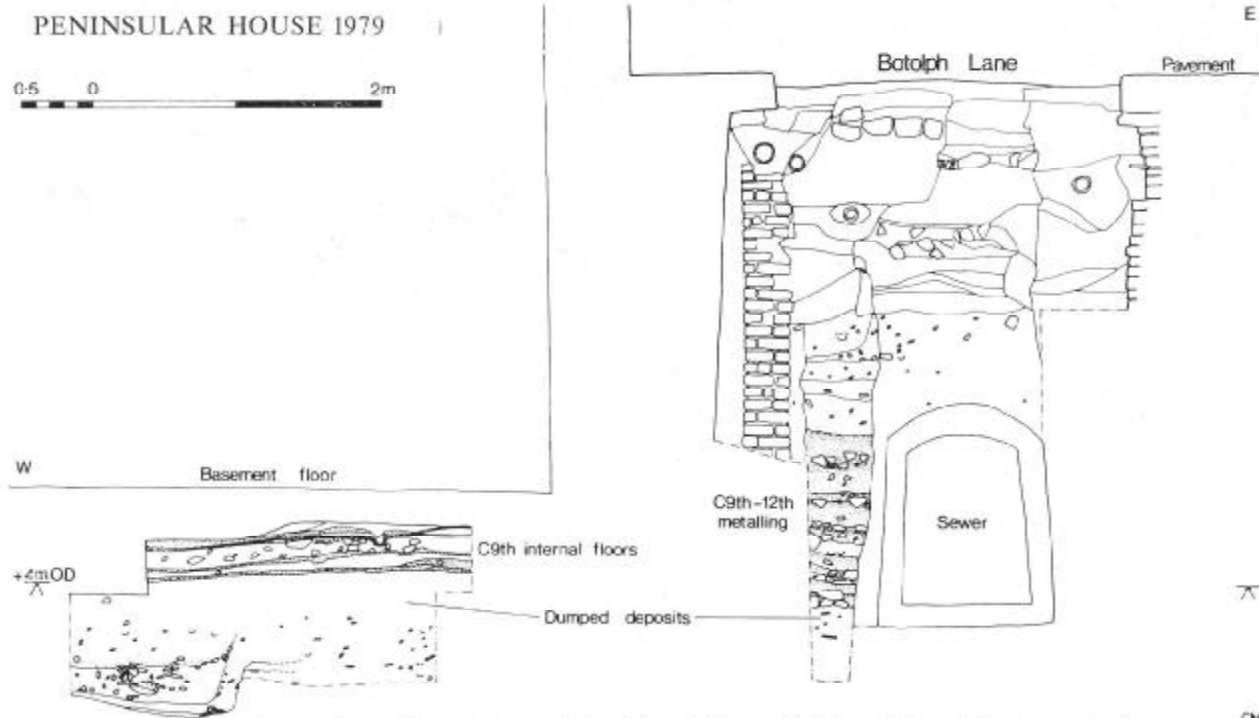 PENINSULAR HOUSE 1979
0·5 0 2m
E
Botolph Lane
Pavement
W
Basement floor
C9th-12th
metalling
Sewer
C9th internal floors
+4mOD
Dumped deposits